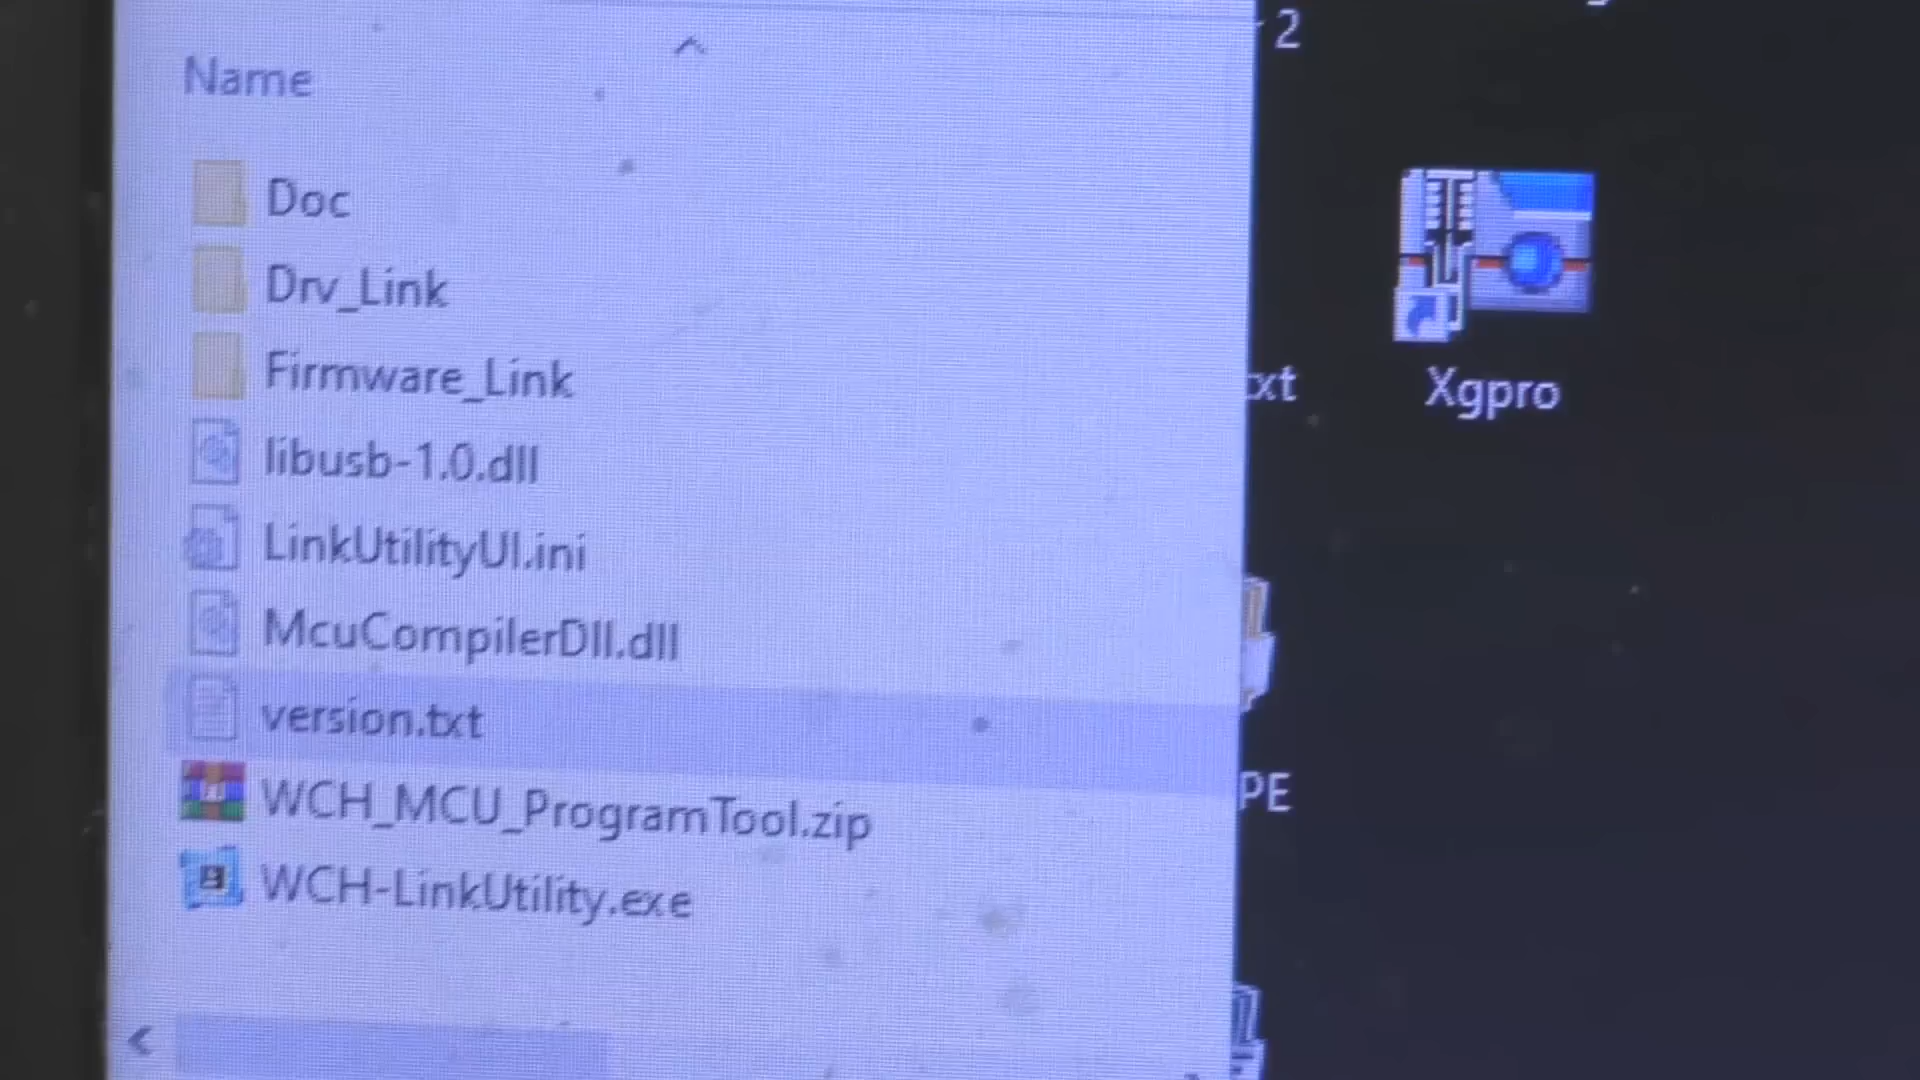 Name
Doc
Drv_Link
Firmware_Link
libusb-1.0.dll
LinkUtilityUI.ini
McuCompilerDll.dll
version.txt
WCH_MCU_ProgramTool.zip
WCH-LinkUtility.exe
2
xt
Xgpro
PE